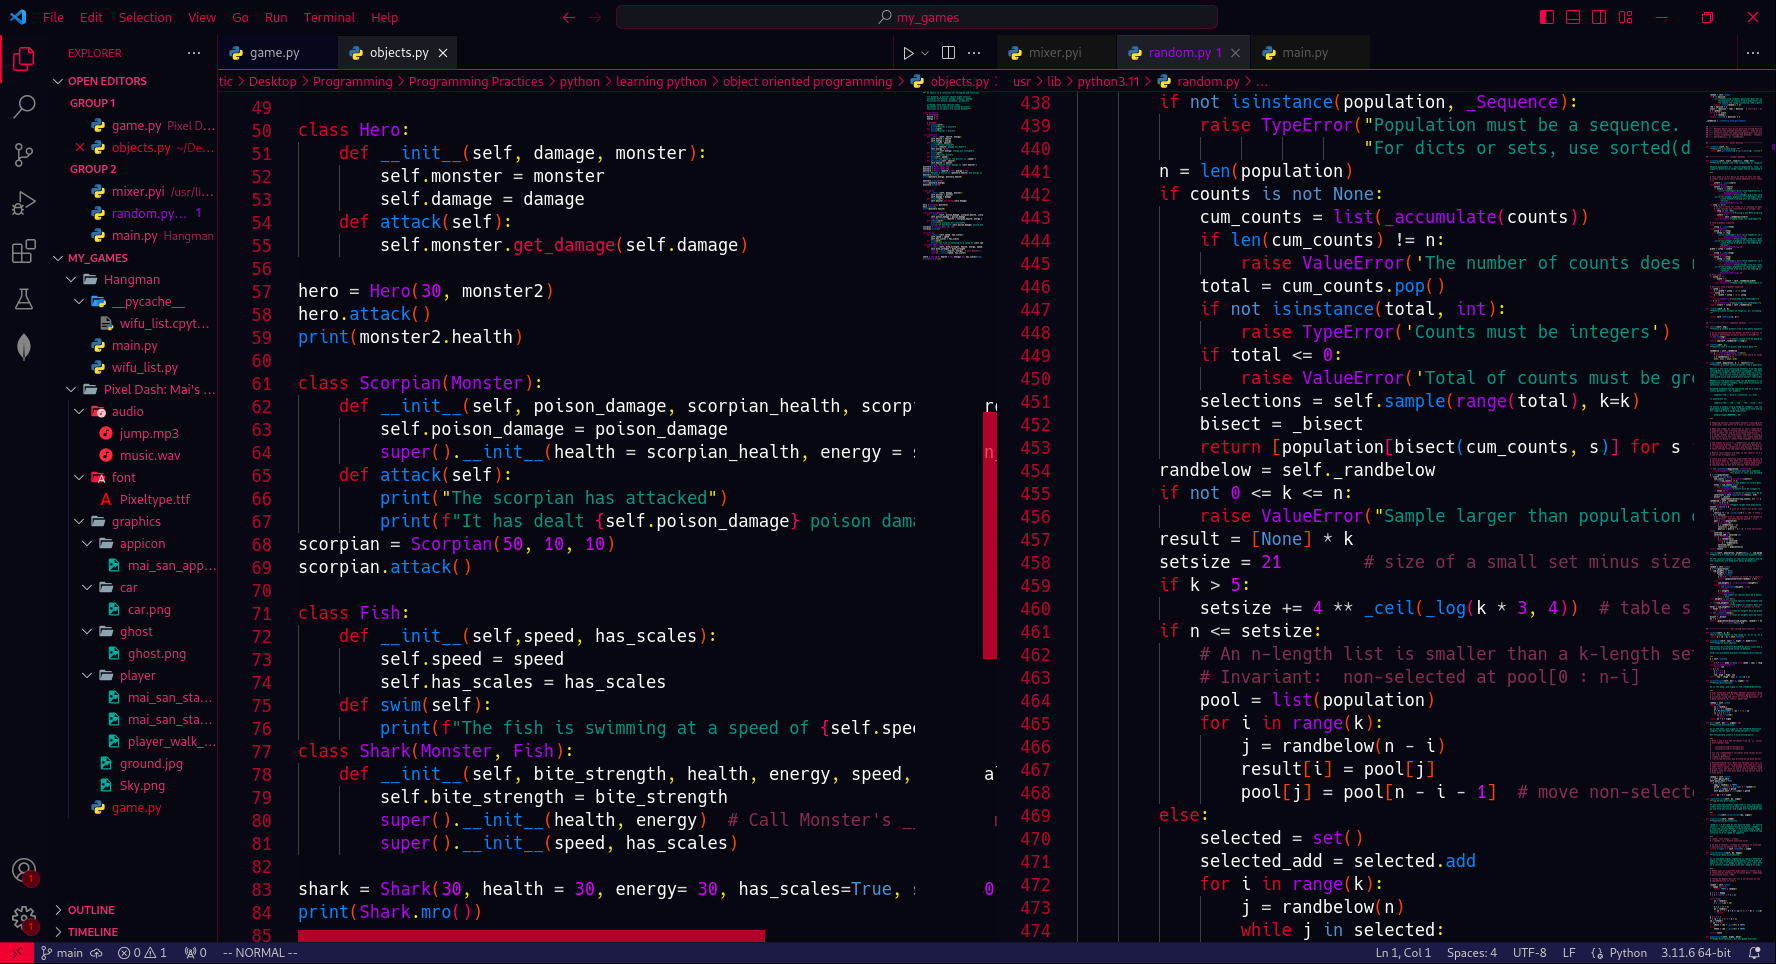 File Edit Selection View Go Run Terminal Help
my_games
EXPLORER
OPEN EDITORS
GROUP 1
game.py Pixel D...
objects.py ~/De...
GROUP 2
mixer.pyi /usr/li...
random.py... 1
main.py Hangman
MY_GAMES
Hangman
__pycache__
wifu_list.cpyt...
main.py
wifu_list.py
Pixel Dash: Mai's ...
audio
jump.mp3
music.wav
font
Pixeltype.ttf
graphics
appicon
mai_san_app...
car
car.png
ghost
ghost.png
player
mai_san_sta...
mai_san_sta...
player_walk_...
ground.jpg
Sky.png
game.py
OUTLINE
TIMELINE
game.py objects.py
tic > Desktop > Programming > Programming Practices > python > learning python > object oriented programming > objects.py
49
50 class Hero:
51 def __init__(self, damage, monster):
52 self.monster = monster
53 self.damage = damage
54 def attack(self):
55 self.monster.get_damage(self.damage)
56
57 hero = Hero(30, monster2)
58 hero.attack()
59 print(monster2.health)
60
61 class Scorpian(Monster):
62 def __init__(self, poison_damage, scorpian_health, scorp
63 self.poison_damage = poison_damage
64 super().__init__(health = scorpian_health, energy = s
65 def attack(self):
66 print("The scorpian has attacked")
67 print(f"It has dealt {self.poison_damage} poison dama
68 scorpian = Scorpian(50, 10, 10)
69 scorpian.attack()
70
71 class Fish:
72 def __init__(self,speed, has_scales):
73 self.speed = speed
74 self.has_scales = has_scales
75 def swim(self):
76 print(f"The fish is swimming at a speed of {self.spee
77 class Shark(Monster, Fish):
78 def __init__(self, bite_strength, health, energy, speed,
79 self.bite_strength = bite_strength
80 super().__init__(health, energy) # Call Monster's __
81 super().__init__(speed, has_scales)
82
83 shark = Shark(30, health = 30, energy= 30, has_scales=True, s
84 print(Shark.mro())
85
mixer.pyi random.py 1 main.py
usr > lib > python3.11 > random.py > ...
438 if not isinstance(population, _Sequence):
439 raise TypeError("Population must be a sequence.
440 "For dicts or sets, use sorted(d
441 n = len(population)
442 if counts is not None:
443 cum_counts = list(_accumulate(counts))
444 if len(cum_counts) != n:
445 raise ValueError('The number of counts does n
446 total = cum_counts.pop()
447 if not isinstance(total, int):
448 raise TypeError('Counts must be integers')
449 if total <= 0:
450 raise ValueError('Total of counts must be gre
451 selections = self.sample(range(total), k=k)
452 bisect = _bisect
453 return [population[bisect(cum_counts, s)] for s
454 randbelow = self._randbelow
455 if not 0 <= k <= n:
456 raise ValueError("Sample larger than population o
457 result = [None] * k
458 setsize = 21 # size of a small set minus size
459 if k > 5:
460 setsize += 4 ** _ceil(_log(k * 3, 4)) # table s
461 if n <= setsize:
462 # An n-length list is smaller than a k-length set
463 # Invariant: non-selected at pool[0 : n-i]
464 pool = list(population)
465 for i in range(k):
466 j = randbelow(n - i)
467 result[i] = pool[j]
468 pool[j] = pool[n - i - 1] # move non-selecte
469 else:
470 selected = set()
471 selected_add = selected.add
472 for i in range(k):
473 j = randbelow(n)
474 while j in selected:
main 0 1 0 -- NORMAL -- Ln 1, Col 1 Spaces: 4 UTF-8 LF Python 3.11.6 64-bit